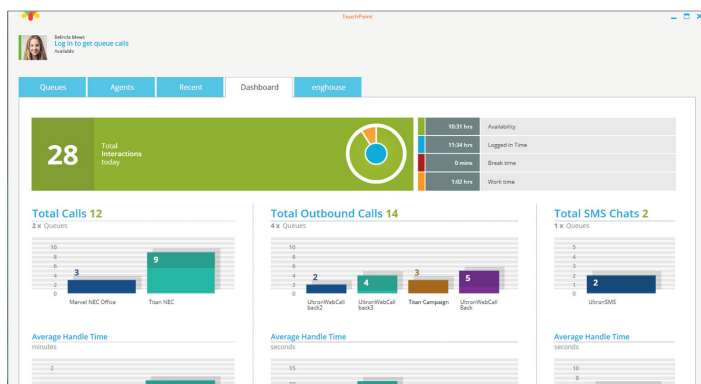 TouchPoint
Belinda Mews
Log in to get queue calls
Available
Queues
Agents
Recent
Dashboard
enghouse
28
Total
Interactions
today
10:31 hrs Availability
11:34 hrs Logged in Time
0 mins Break time
1:02 hrs Work time
Total Calls 12
2 x Queues
10
8
6
4
2
0
3
9
Marvel NEC Office
Titan NEC
Total Outbound Calls 14
4 x Queues
10
8
6
4
2
0
2
4
3
5
UltronWebCall
back2
UltronWebCall
back3
Titan Campaign
UltronWebCall
Back
Total SMS Chats 2
1 x Queues
5
4
3
2
1
0
2
UltronSMS
Average Handle Time
minutes
2
Average Handle Time
seconds
15
10
Average Handle Time
seconds
10
8